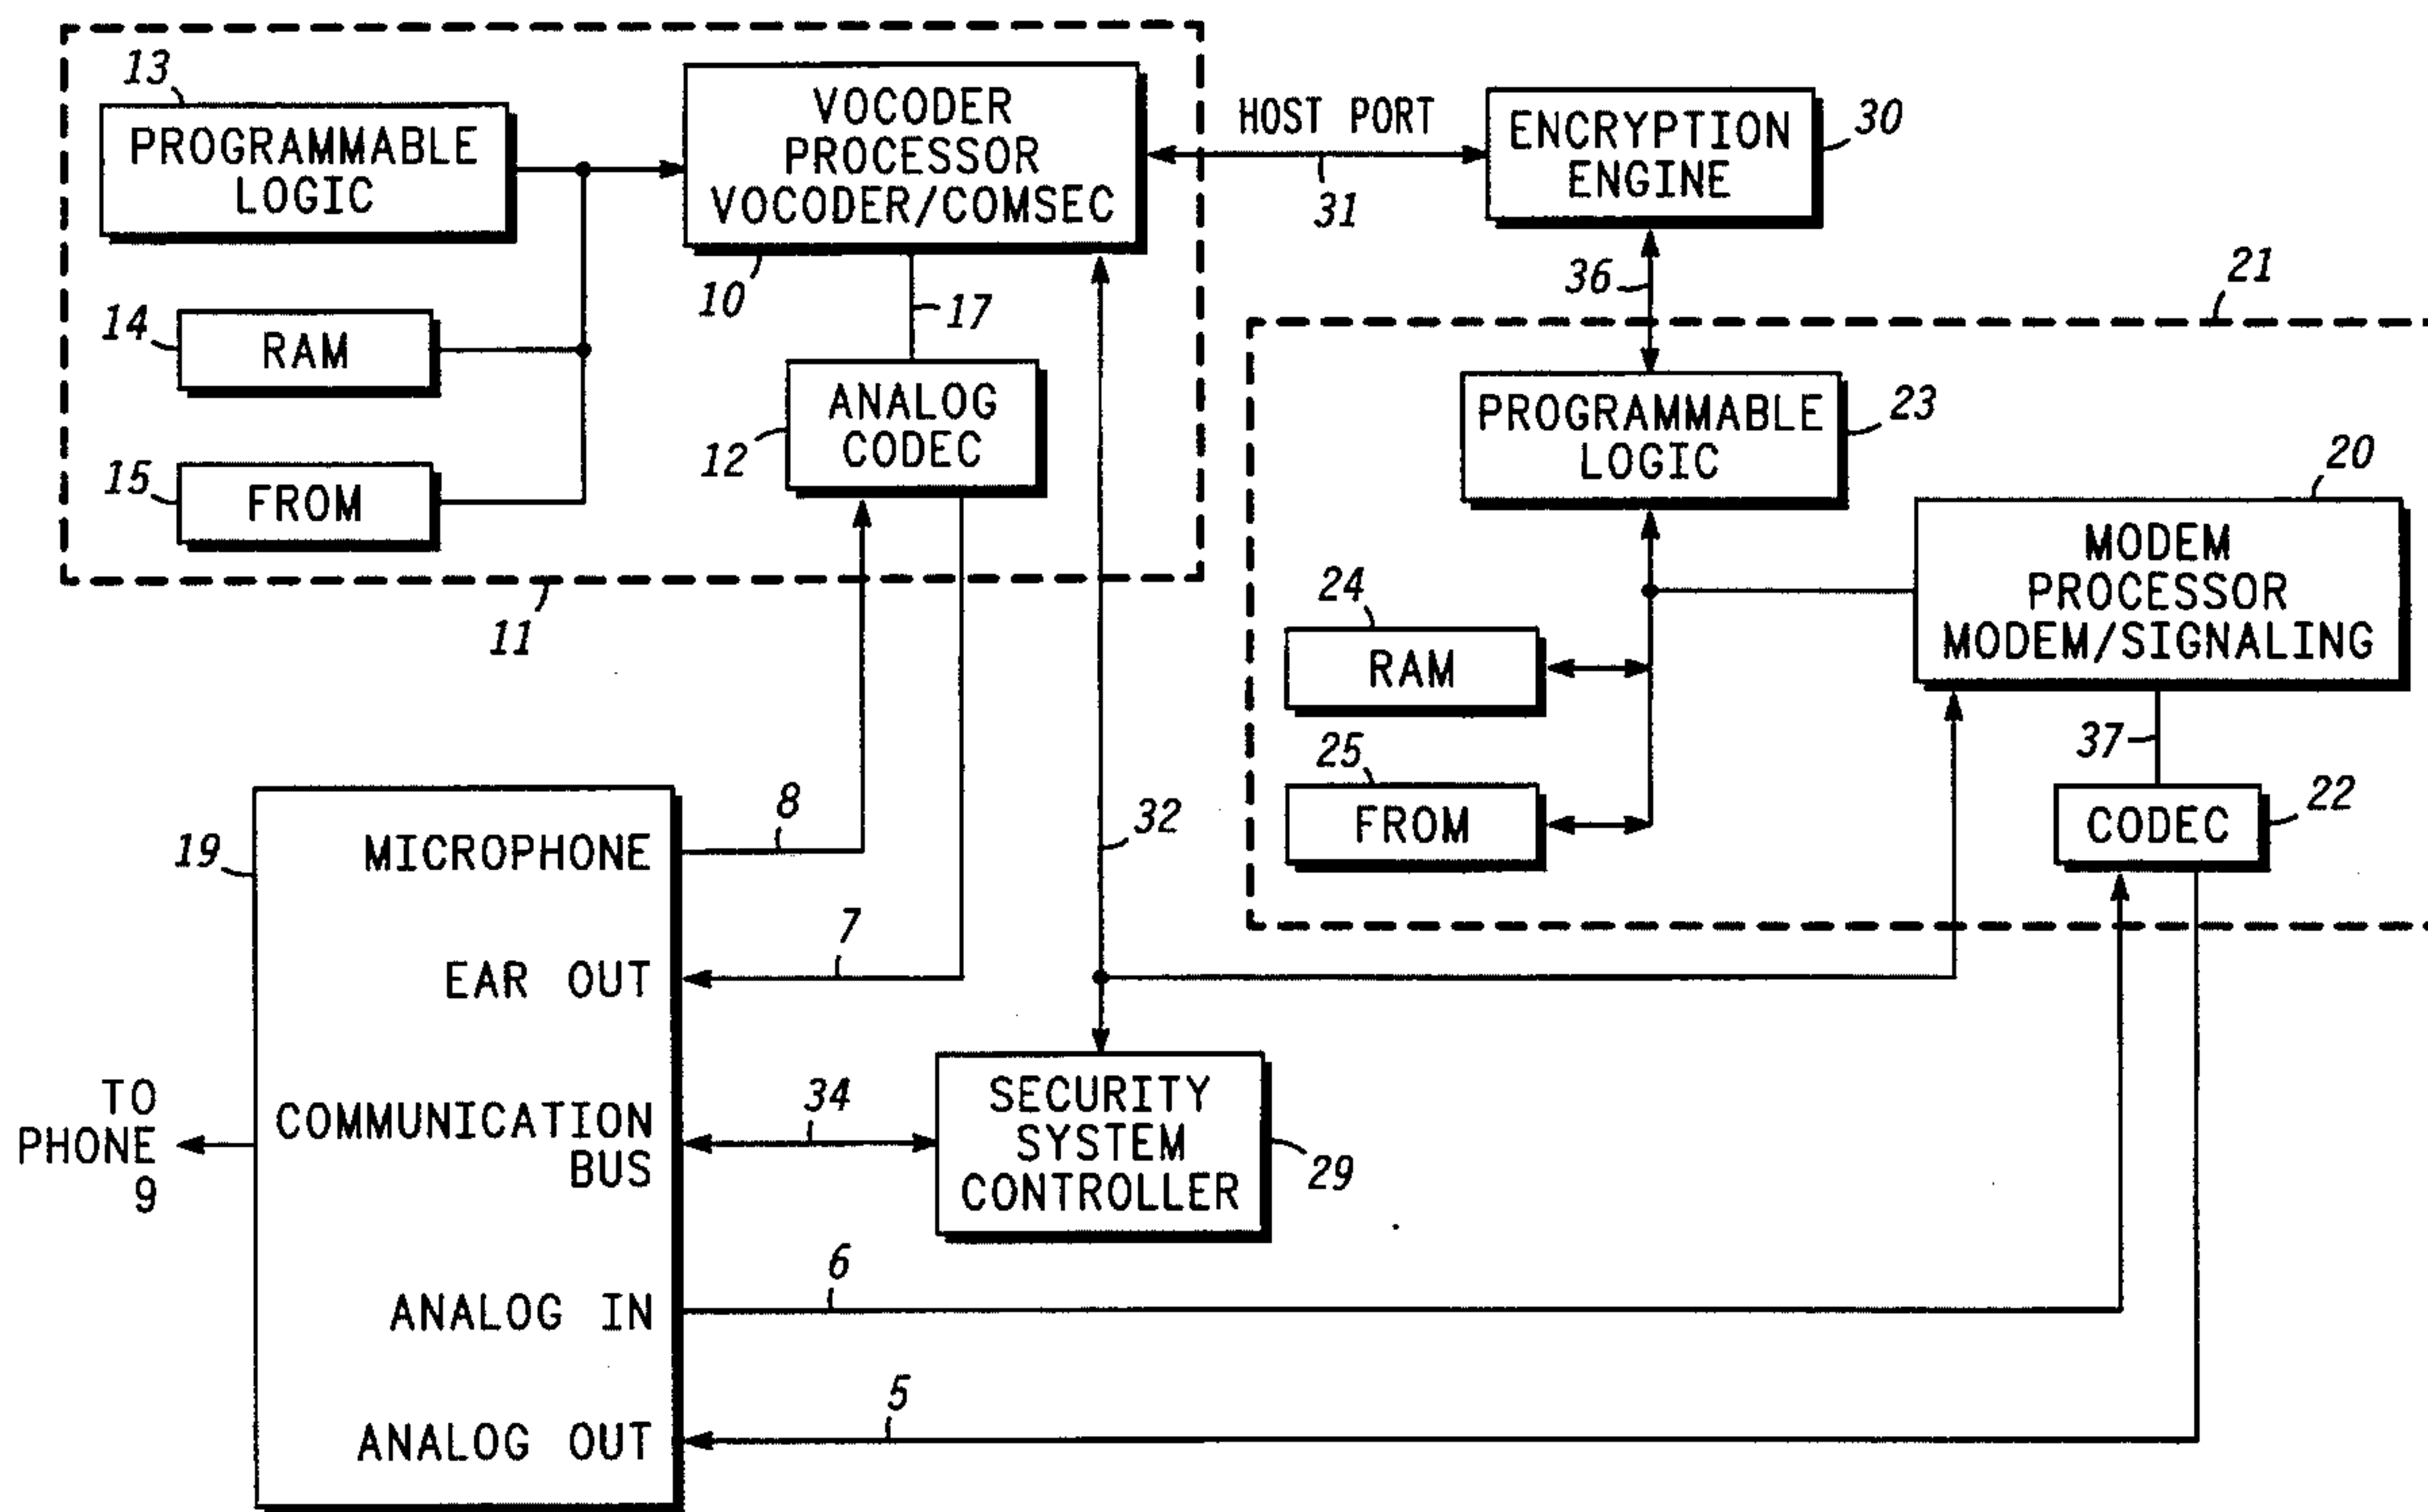 13
PROGRAMMABLE
LOGIC
VOCODER
PROCESSOR
VOCODER/COMSEC
10
HOST PORT
31
ENCRYPTION
ENGINE
30
14
RAM
15
FROM
17
ANALOG
CODEC
12
11
36
21
PROGRAMMABLE
LOGIC
23
20
MODEM
PROCESSOR
MODEM/SIGNALING
24
RAM
25
FROM
37
CODEC
22
32
19
MICROPHONE
8
EAR OUT
7
COMMUNICATION
BUS
34
SECURITY
SYSTEM
CONTROLLER
29
TO
PHONE
9
ANALOG IN
6
ANALOG OUT
5